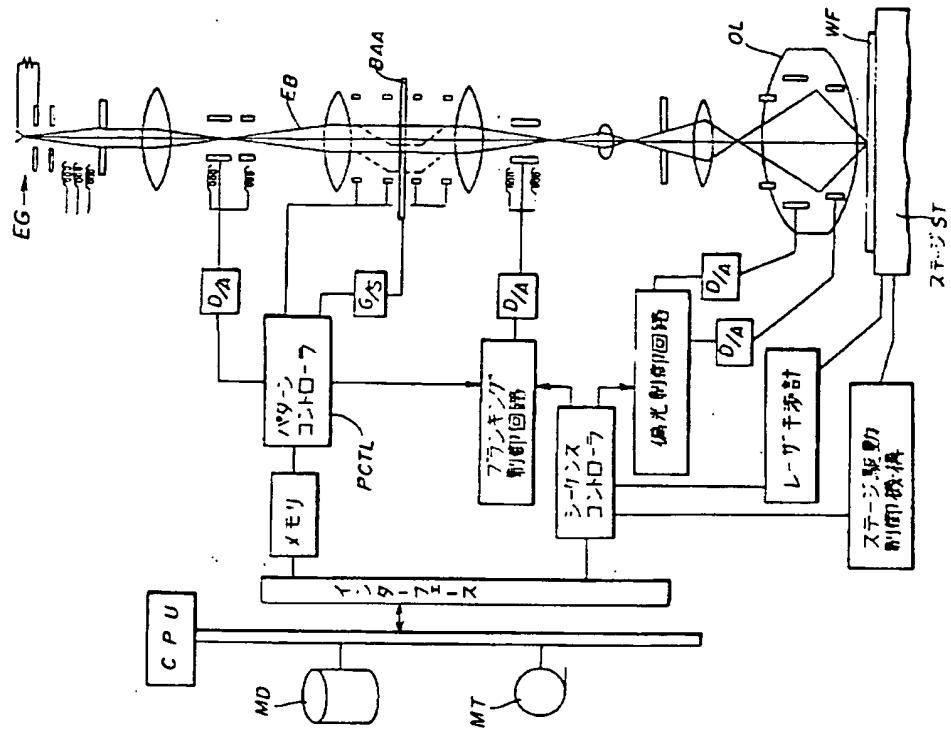 EG
EB
BAA
OL
WF
ステージST
D/A
G/S
D/A
D/A
D/A
パターン
コントローラ
PCTL
メモリ
ブランキング
制御回路
シーケンス
コントローラ
偏光制御回路
レーザ干渉計
ステージ駆動
制御機構
インターフェース
CPU
MD
MT